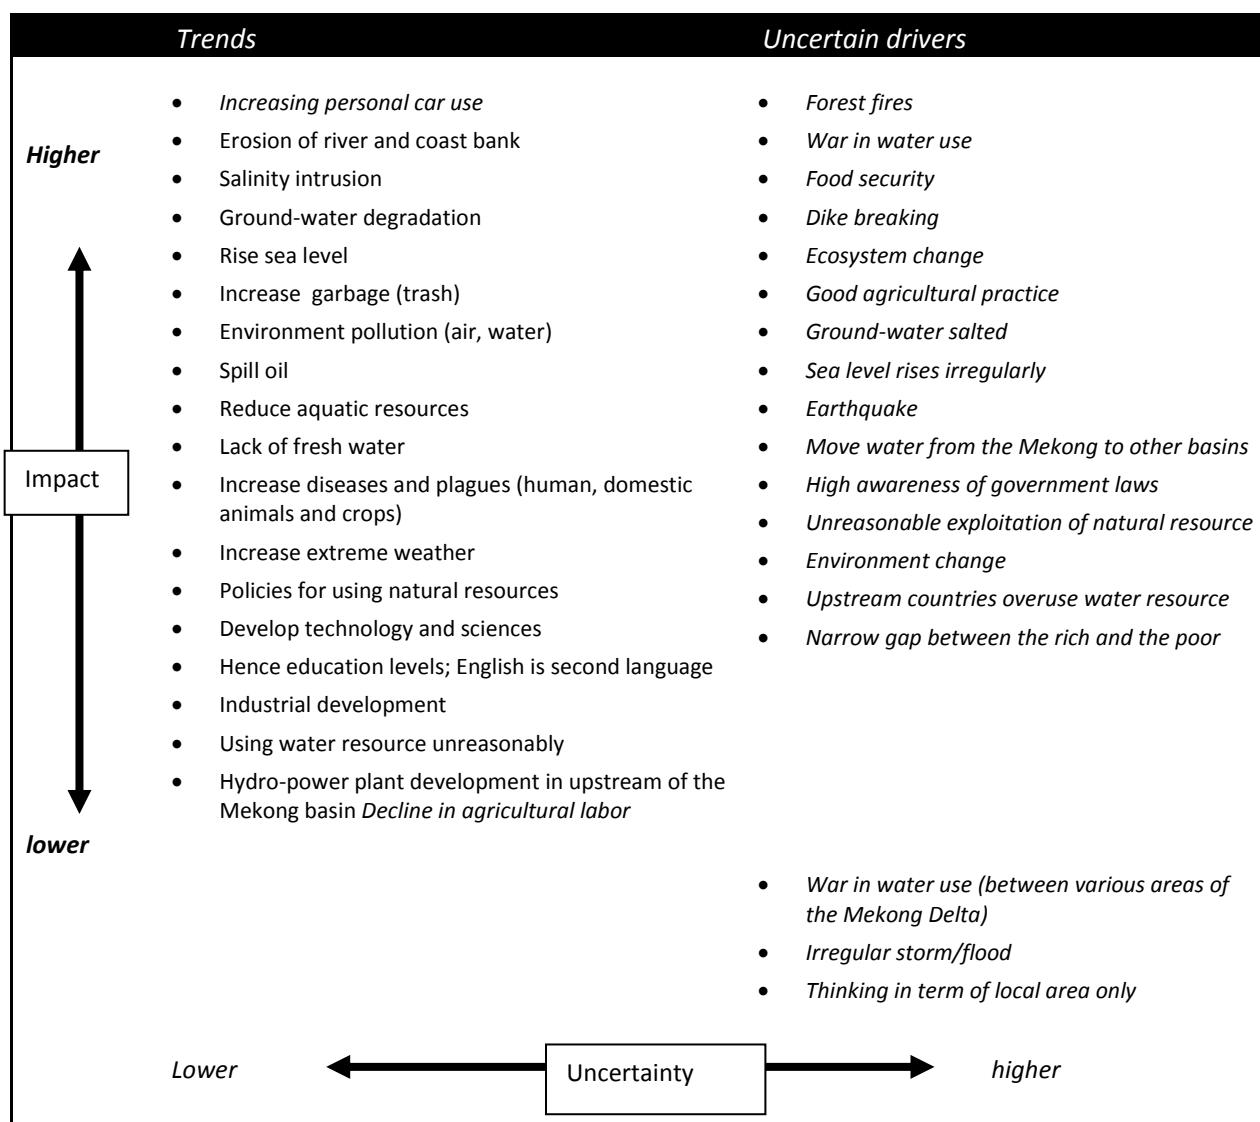 Trends
Uncertain drivers
Higher
Impact
lower
• Increasing personal car use
• Erosion of river and coast bank
• Salinity intrusion
• Ground-water degradation
• Rise sea level
• Increase garbage (trash)
• Environment pollution (air, water)
• Spill oil
• Reduce aquatic resources
• Lack of fresh water
• Increase diseases and plagues (human, domestic
animals and crops)
• Increase extreme weather
• Policies for using natural resources
• Develop technology and sciences
• Hence education levels; English is second language
• Industrial development
• Using water resource unreasonably
• Hydro-power plant development in upstream of the
Mekong basin Decline in agricultural labor
• Forest fires
• War in water use
• Food security
• Dike breaking
• Ecosystem change
• Good agricultural practice
• Ground-water salted
• Sea level rises irregularly
• Earthquake
• Move water from the Mekong to other basins
• High awareness of government laws
• Unreasonable exploitation of natural resource
• Environment change
• Upstream countries overuse water resource
• Narrow gap between the rich and the poor
• War in water use (between various areas of
the Mekong Delta)
• Irregular storm/flood
• Thinking in term of local area only
Lower
Uncertainty
higher